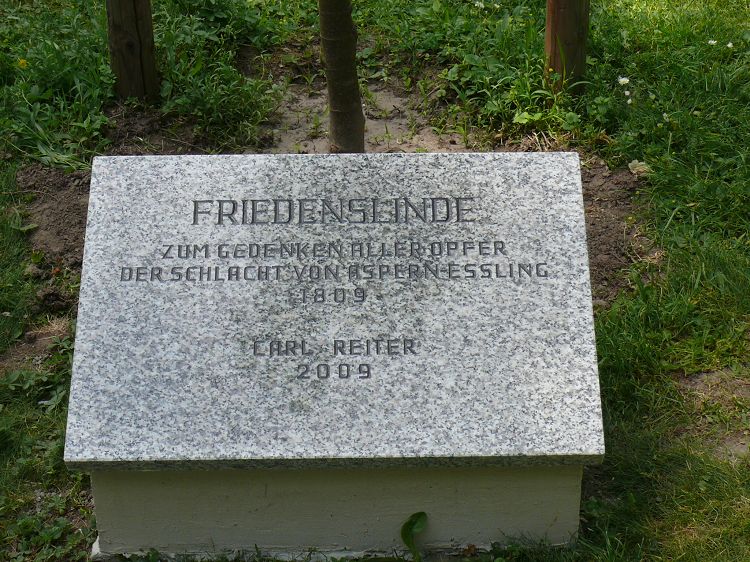 FRIEDENSLINDE
ZUM GEDENKEN ALLER OPFER
DER SCHLACHT VON ASPERN-ESSLING
1809
CARL REITER
2009